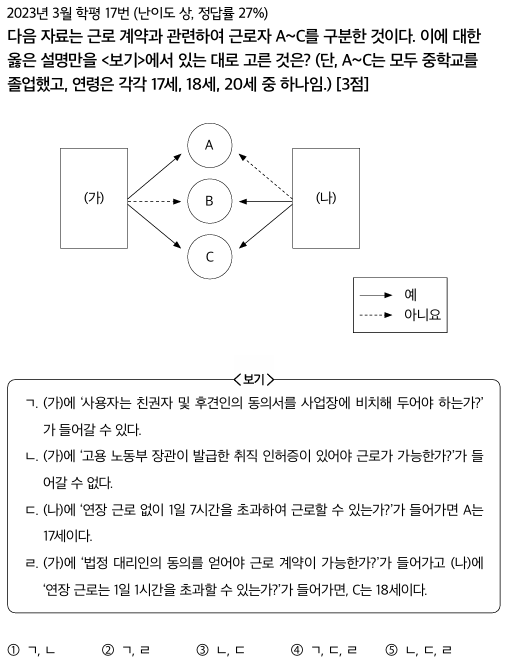 2023년 3월 학평 17번 (난이도 상, 정답률 27%)
다음 자료는 근로 계약과 관련하여 근로자 A~C를 구분한 것이다. 이에 대한
옳은 설명만을 <보기>에서 있는 대로 고른 것은? (단, A~C는 모두 중학교를
졸업했고, 연령은 각각 17세, 18세, 20세 중 하나임.) [3점]
(가)
A
B
C
(나)
예
아니요
<보기>
ㄱ. (가)에 '사용자는 친권자 및 후견인의 동의서를 사업장에 비치해 두어야 하는가?'
가 들어갈 수 있다.
ㄴ. (가)에 '고용 노동부 장관이 발급한 취직 인허증이 있어야 근로가 가능한가?'가 들
어갈 수 없다.
ㄷ. (나)에 '연장 근로 없이 1일 7시간을 초과하여 근로할 수 있는가?'가 들어가면 A는
17세이다.
ㄹ. (가)에 '법정 대리인의 동의를 얻어야 근로 계약이 가능한가?'가 들어가고 (나)에
'연장 근로는 1일 1시간을 초과할 수 있는가?'가 들어가면, C는 18세이다.
① ㄱ, ㄴ ② ㄱ, ㄹ ③ ㄴ, ㄷ ④ ㄱ, ㄷ, ㄹ ⑤ ㄴ, ㄷ, ㄹ